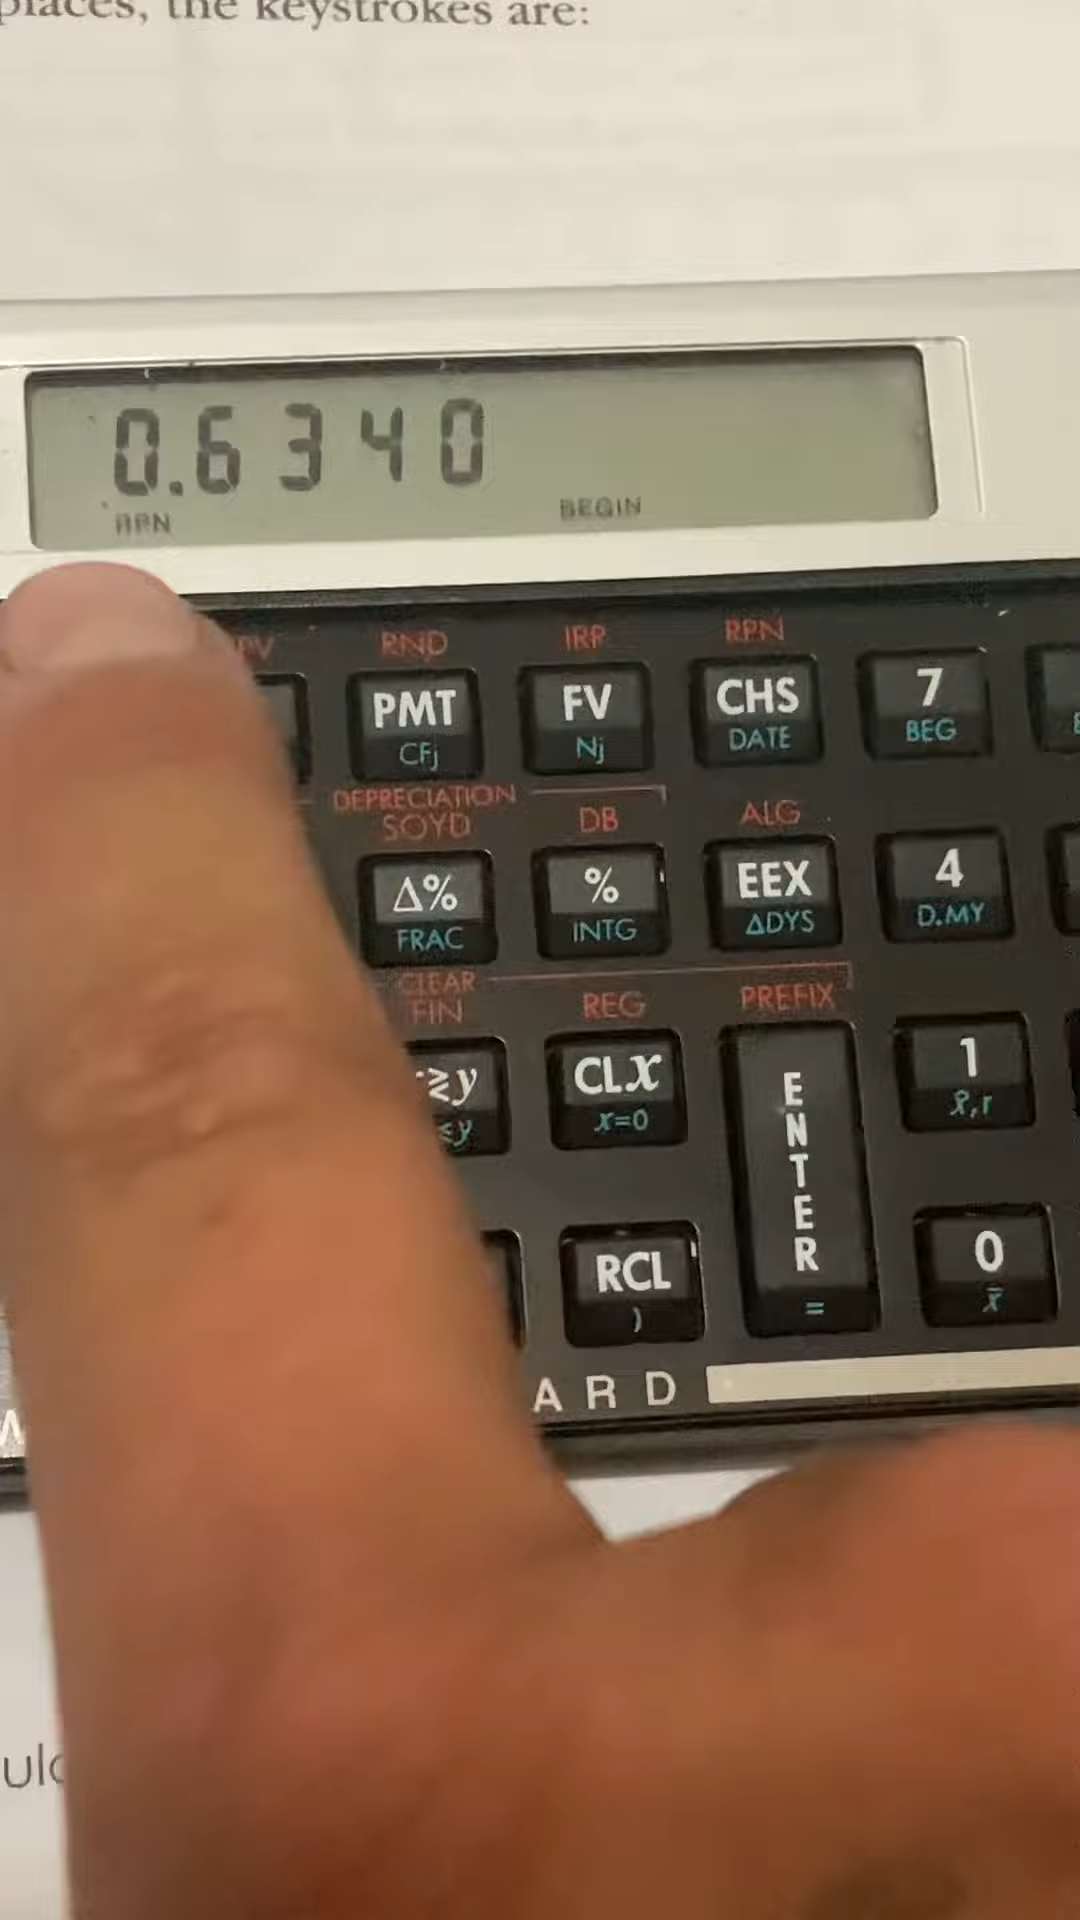 places, the keystrokes are:
0.6340
RPN BEGIN
PV RND IRP RPN
PMT FV CHS 7
CFj Nj DATE BEG
DEPRECIATION
SOYD DB ALG
Δ% % EEX 4
FRAC INTG ΔDYS D.MY
CLEAR
FIN REG PREFIX
≷y CLX ENTER 1
≤y x=0 x̂,r
RCL 0
) = x̄
ARD